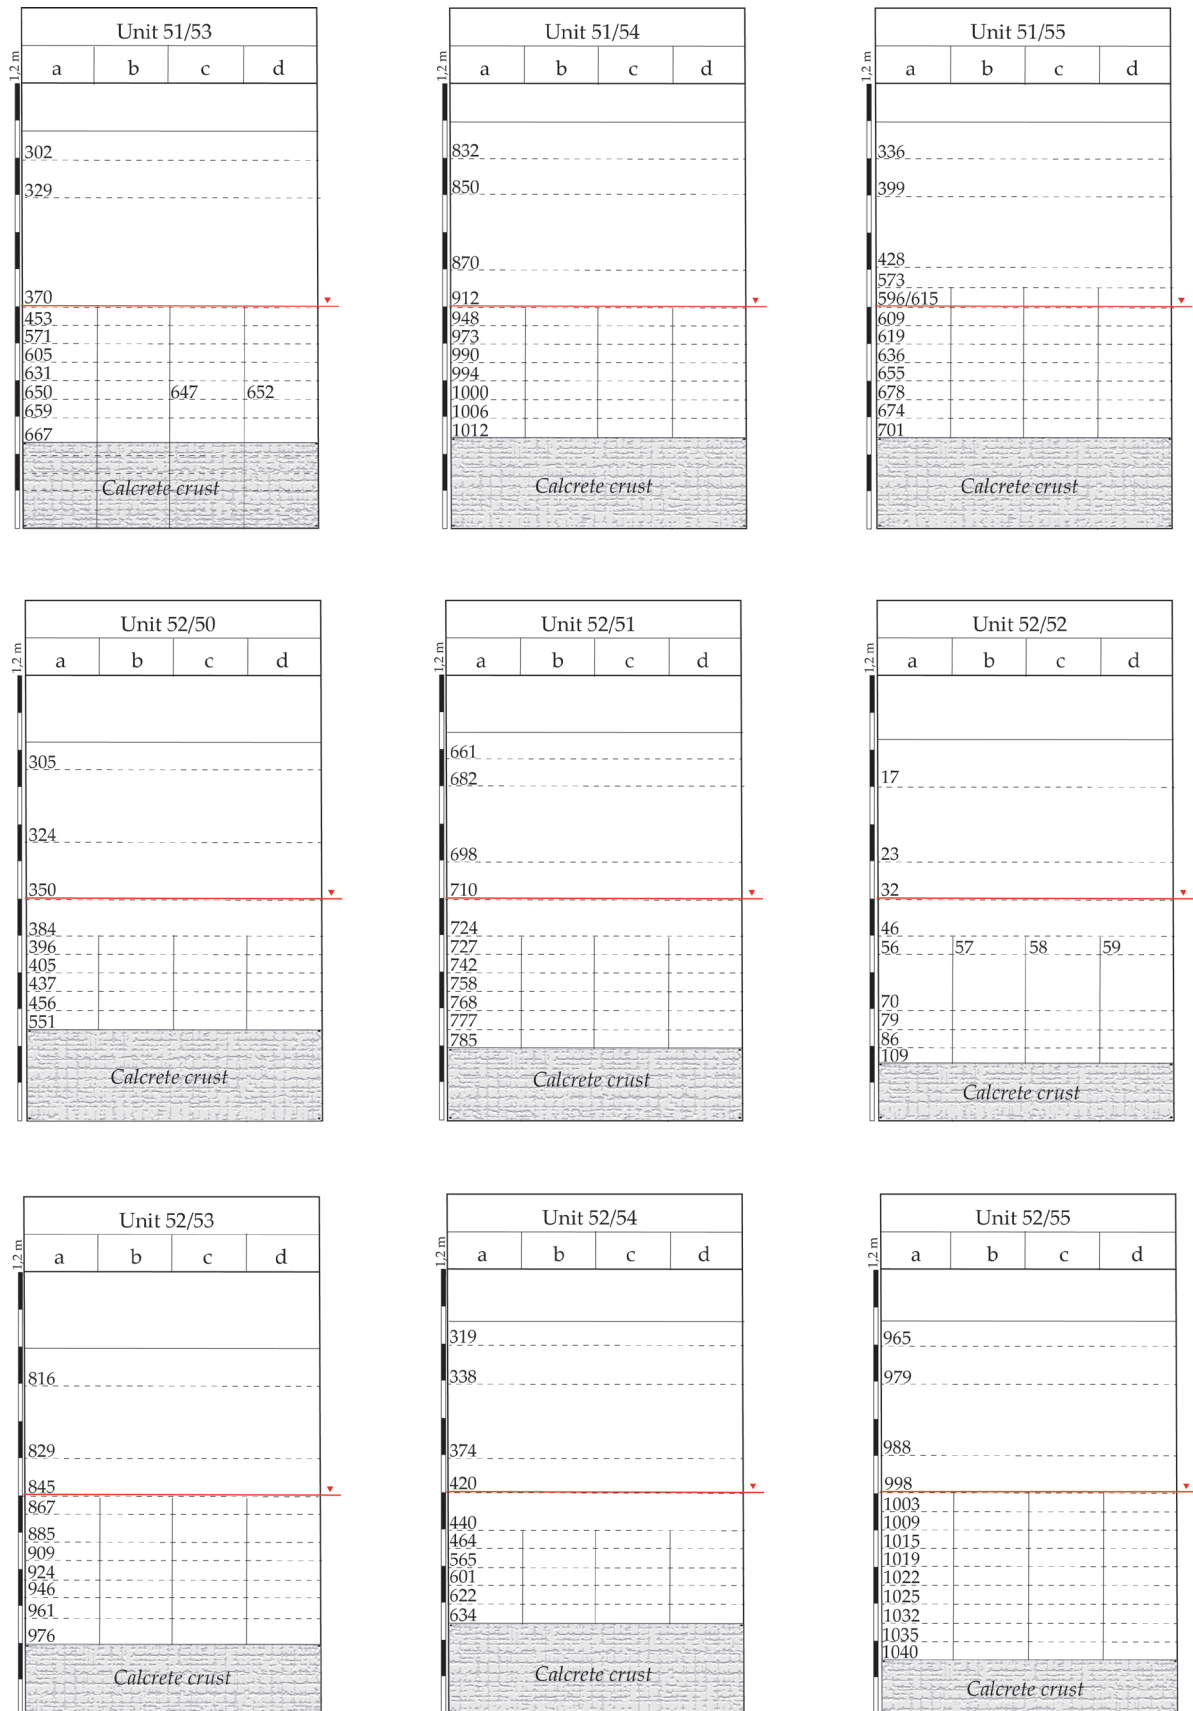 Unit 51/53
1,2 m
a b c d
302
329
370
453
571
605
631
650 647 652
659
667
Calcrete crust
Unit 51/54
1,2 m
a b c d
832
850
870
912
948
973
990
994
1000
1006
1012
Calcrete crust
Unit 51/55
1,2 m
a b c d
336
399
428
573
596/615
609
619
636
655
678
674
701
Calcrete crust
Unit 52/50
1,2 m
a b c d
305
324
350
384
396
405
437
456
551
Calcrete crust
Unit 52/51
1,2 m
a b c d
661
682
698
710
724
727
742
758
768
777
785
Calcrete crust
Unit 52/52
1,2 m
a b c d
17
23
32
46
56 57 58 59
70
79
86
109
Calcrete crust
Unit 52/53
1,2 m
a b c d
816
829
845
867
885
909
924
946
961
976
Calcrete crust
Unit 52/54
1,2 m
a b c d
319
338
374
420
440
464
565
601
622
634
Calcrete crust
Unit 52/55
1,2 m
a b c d
965
979
988
998
1003
1009
1015
1019
1022
1025
1032
1035
1040
Calcrete crust